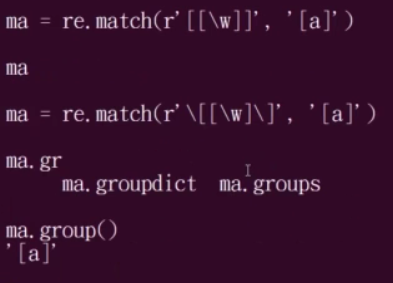 ma = re.match(r'[[\w]]', '[a]')
ma
ma = re.match(r'\[[\w]\]', '[a]')
ma.gr
ma.groupdict ma.groups
ma.group()
'[a]'